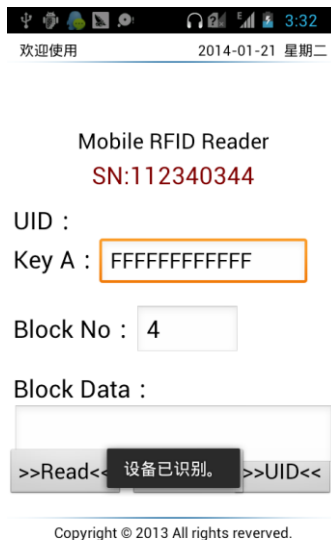 3:32
欢迎使用 2014-01-21 星期二
Mobile RFID Reader
SN:112340344
UID：
Key A： FFFFFFFFFFFF
Block No： 4
Block Data：
>>Read<< 设备已识别。 >>UID<<
Copyright © 2013 All rights reverved.